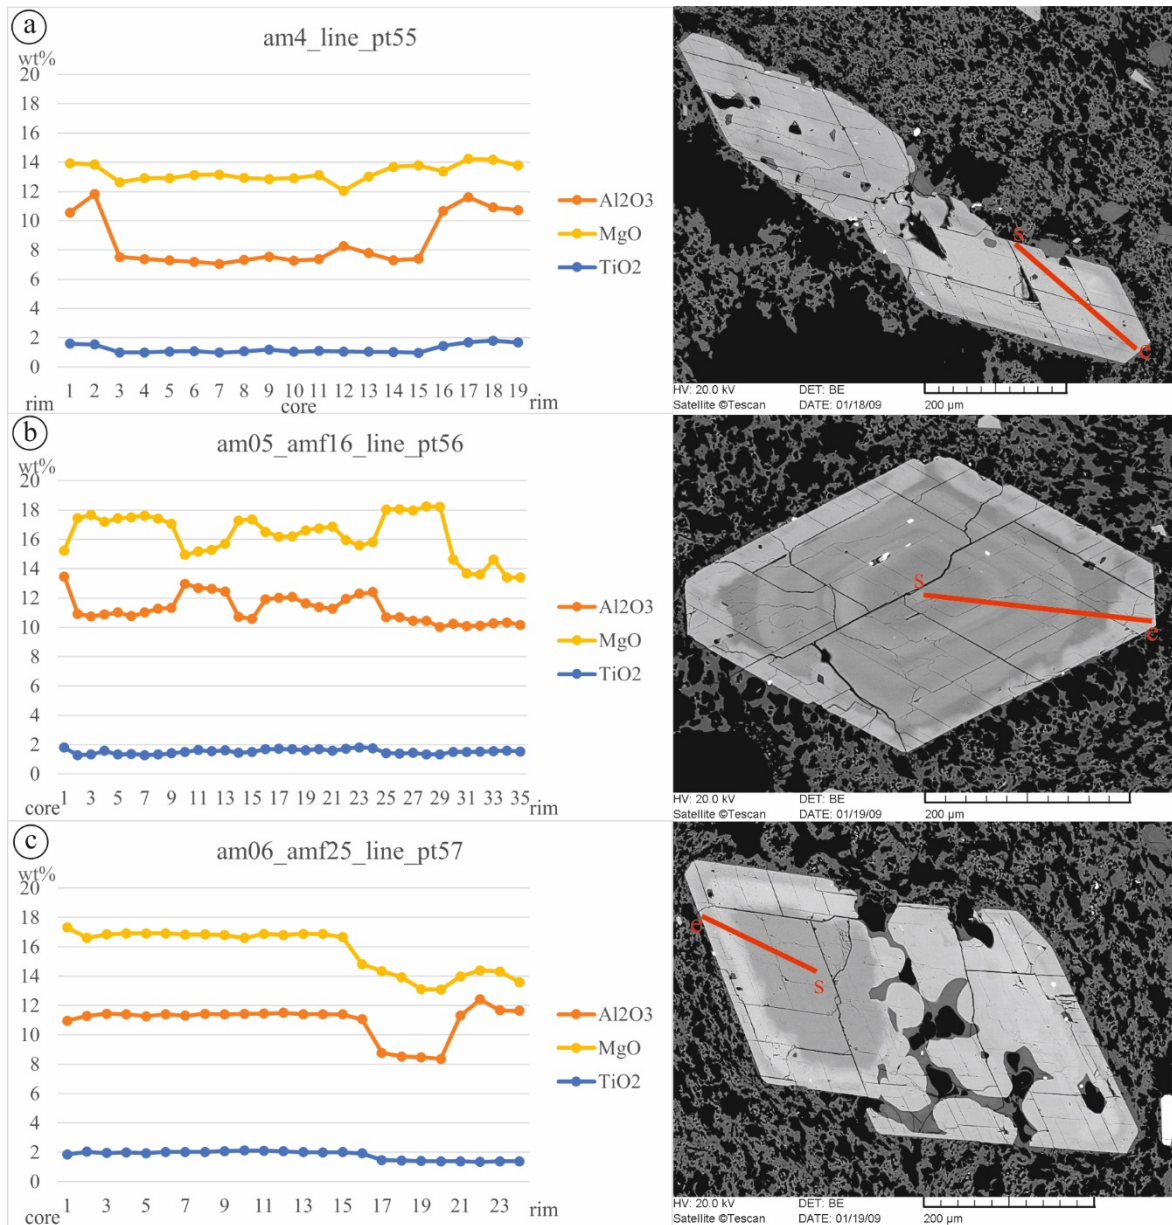 a
am4_line_pt55
wt%
20
18
16
14
12
10
8
6
4
2
0
1 2 3 4 5 6 7 8 9 10 11 12 13 14 15 16 17 18 19
rim core rim
Al2O3
MgO
TiO2
s
e
HV: 20.0 kV DET: BE
Satellite ©Tescan DATE: 01/18/09 200 µm
b
am05_amf16_line_pt56
wt%
20
18
16
14
12
10
8
6
4
2
0
1 3 5 7 9 11 13 15 17 19 21 23 25 27 29 31 33 35
core rim
Al2O3
MgO
TiO2
s
e
HV: 20.0 kV DET: BE
Satellite ©Tescan DATE: 01/19/09 200 µm
c
am06_amf25_line_pt57
wt%
20
18
16
14
12
10
8
6
4
2
0
1 3 5 7 9 11 13 15 17 19 21 23
core rim
Al2O3
MgO
TiO2
e
s
HV: 20.0 kV DET: BE
Satellite ©Tescan DATE: 01/19/09 200 µm